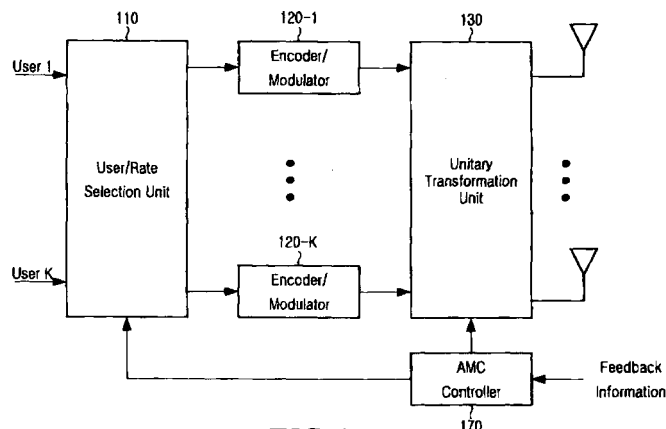 110
120-1
130
User 1
Encoder/
Modulator
User/Rate
Selection Unit
Unitary
Transformation
Unit
120-K
User K
Encoder/
Modulator
AMC
Controller
Feedback
Information
170